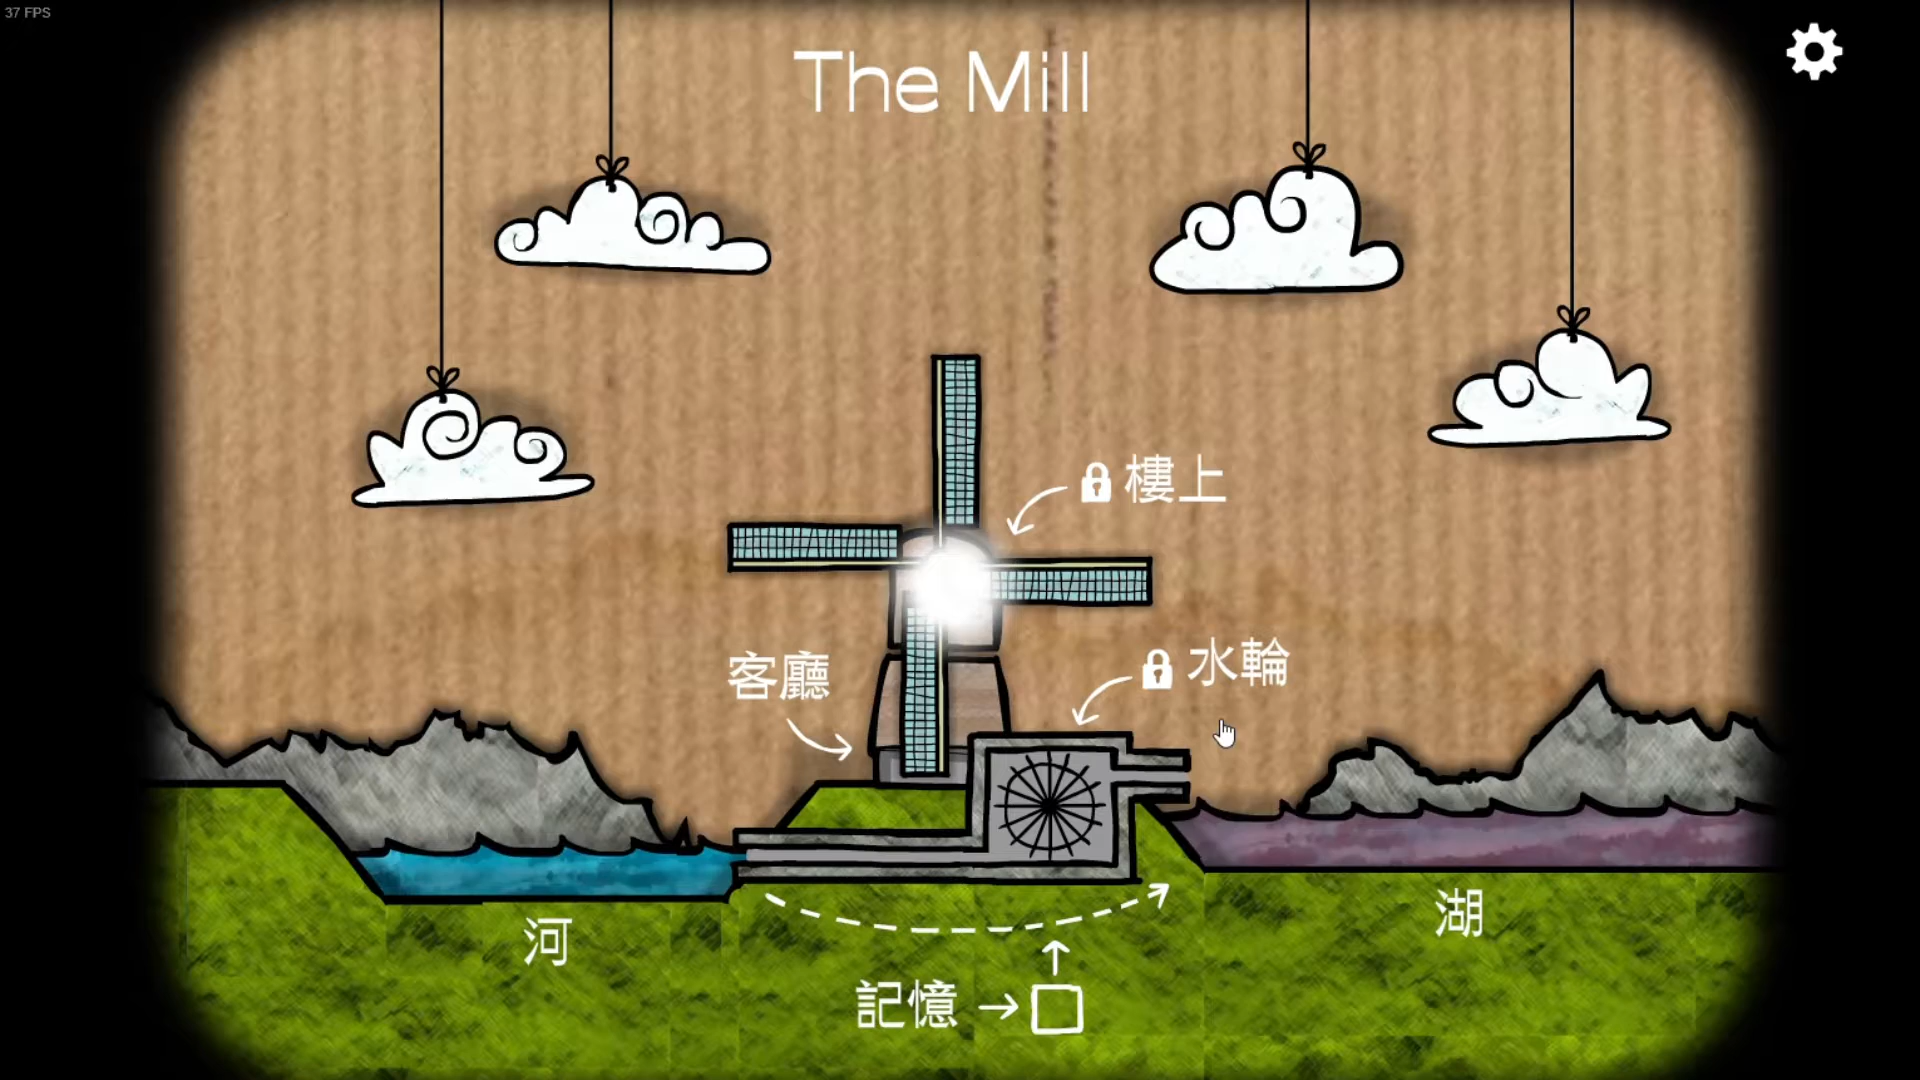 37 FPS
The Mill
樓上
水輪
客廳
河
湖
記憶